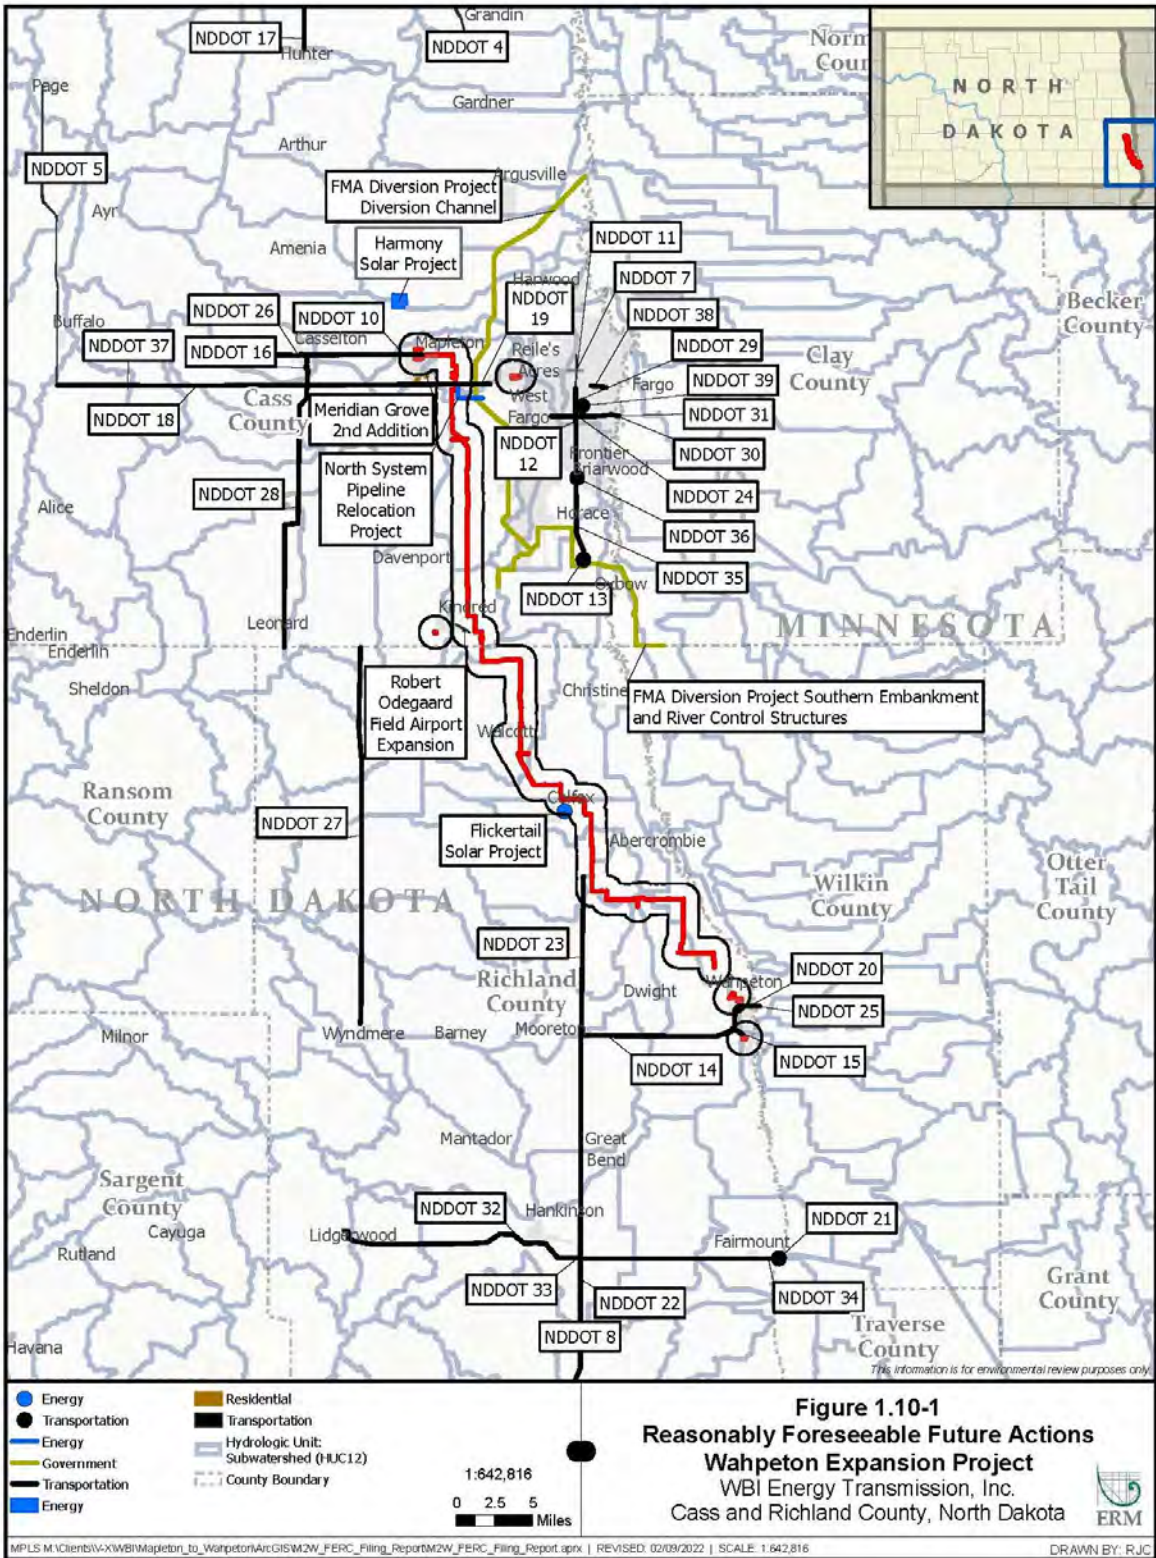 Grandin
NDDOT 17
NDDOT 4
Hunter
Norm
Coun
NORTH
DAKOTA
Page
Gardner
Arthur
NDDOT 5
Argusville
FMA Diversion Project
Diversion Channel
Ayr
NDDOT 11
Harmony
Solar Project
Amenia
Harwood
NDDOT 7
NDDOT
19
NDDOT 26
NDDOT 10
NDDOT 38
Becker
County
Buffalo
Casselton
Mapleton
NDDOT 37
NDDOT 16
Reile's
Acres
NDDOT 29
Clay
County
NDDOT 39
Fargo
West
Fargo
Cass
County
Meridian Grove
2nd Addition
NDDOT 18
NDDOT 31
NDDOT
12
NDDOT 30
Frontier
Briarwood
North System
Pipeline
Relocation
Project
NDDOT 28
NDDOT 24
Alice
Horace
NDDOT 36
Davenport
NDDOT 35
Oxbow
NDDOT 13
Kindred
Leonard
MINNESOTA
Enderlin
Enderlin
Sheldon
Robert
Odegaard
Field Airport
Expansion
Christine
FMA Diversion Project Southern Embankment
and River Control Structures
Walcott
Ransom
County
Colfax
NDDOT 27
Flickertail
Solar Project
Abercrombie
Otter
Tail
County
Wilkin
County
NORTH DAKOTA
NDDOT 23
NDDOT 20
Richland
County
Wahpeton
Dwight
NDDOT 25
Milnor
Wyndmere
Barney
Mooreton
NDDOT 14
NDDOT 15
Mantador
Great
Bend
Sargent
County
NDDOT 32
Hankinson
NDDOT 21
Cayuga
Lidgerwood
Fairmount
Rutland
NDDOT 33
NDDOT 22
NDDOT 34
Grant
County
NDDOT 8
Traverse
County
Havana
This information is for environmental review purposes only
Energy
Transportation
Energy
Government
Transportation
Energy
Residential
Transportation
Hydrologic Unit:
Subwatershed (HUC12)
County Boundary
1:642,816
0 2.5 5
Miles
Figure 1.10-1
Reasonably Foreseeable Future Actions
Wahpeton Expansion Project
WBI Energy Transmission, Inc.
Cass and Richland County, North Dakota
ERM
MPLS M:\Clients\V-X\WBI\Mapleton_to_Wahpeton\ArcGIS\M2W_FERC_Filing_Report\M2W_FERC_Filing_Report.aprx | REVISED: 02/09/2022 | SCALE: 1:642,816
DRAWN BY: RJC